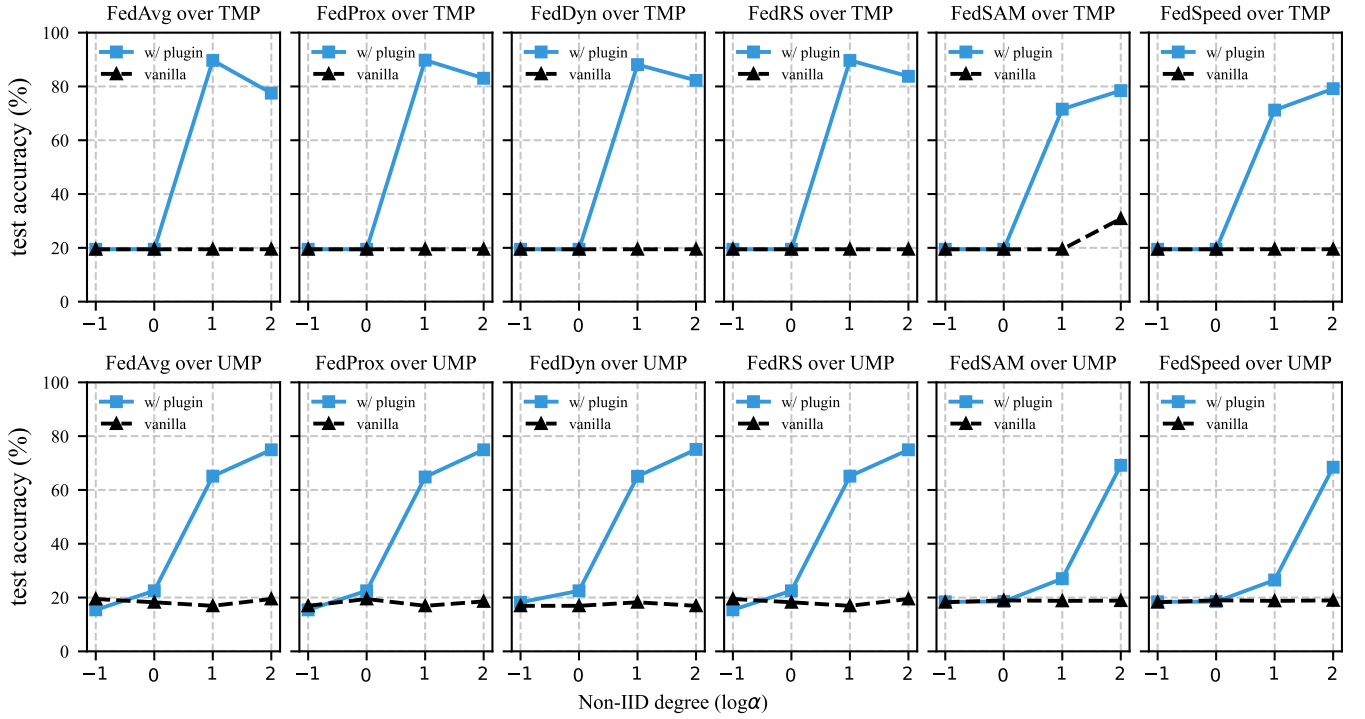 FedAvg over TMP
FedProx over TMP
FedDyn over TMP
FedRS over TMP
FedSAM over TMP
FedSpeed over TMP
test accuracy (%)
100
80
60
40
20
0
w/ plugin
vanilla
w/ plugin
vanilla
w/ plugin
vanilla
w/ plugin
vanilla
w/ plugin
vanilla
w/ plugin
vanilla
−1 0 1 2
−1 0 1 2
−1 0 1 2
−1 0 1 2
−1 0 1 2
−1 0 1 2
FedAvg over UMP
FedProx over UMP
FedDyn over UMP
FedRS over UMP
FedSAM over UMP
FedSpeed over UMP
test accuracy (%)
100
80
60
40
20
0
w/ plugin
vanilla
w/ plugin
vanilla
w/ plugin
vanilla
w/ plugin
vanilla
w/ plugin
vanilla
w/ plugin
vanilla
−1 0 1 2
−1 0 1 2
−1 0 1 2
−1 0 1 2
−1 0 1 2
−1 0 1 2
Non-IID degree (logα)